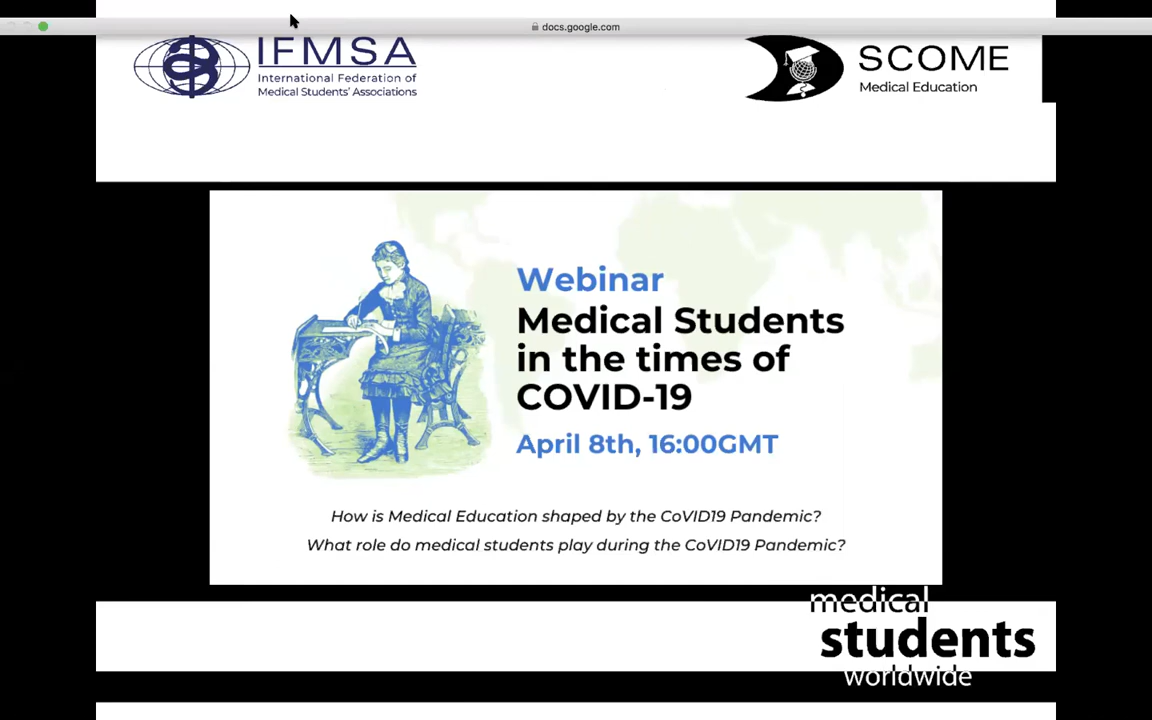 docs.google.com
IFMSA
International Federation of
Medical Students' Associations
SCOME
Medical Education
Webinar
Medical Students
in the times of
COVID-19
April 8th, 16:00GMT
How is Medical Education shaped by the CoVID19 Pandemic?
What role do medical students play during the CoVID19 Pandemic?
medical
students
worldwide